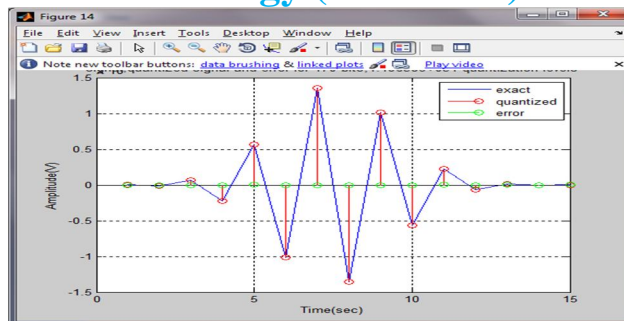 Figure 14
File Edit View Insert Tools Desktop Window Help
Note new toolbar buttons: data brushing & linked plots Play video
exact
quantized
error
1.5
1
0.5
0
-0.5
-1
-1.5
Amplitude(V)
0 5 10 15
Time(sec)